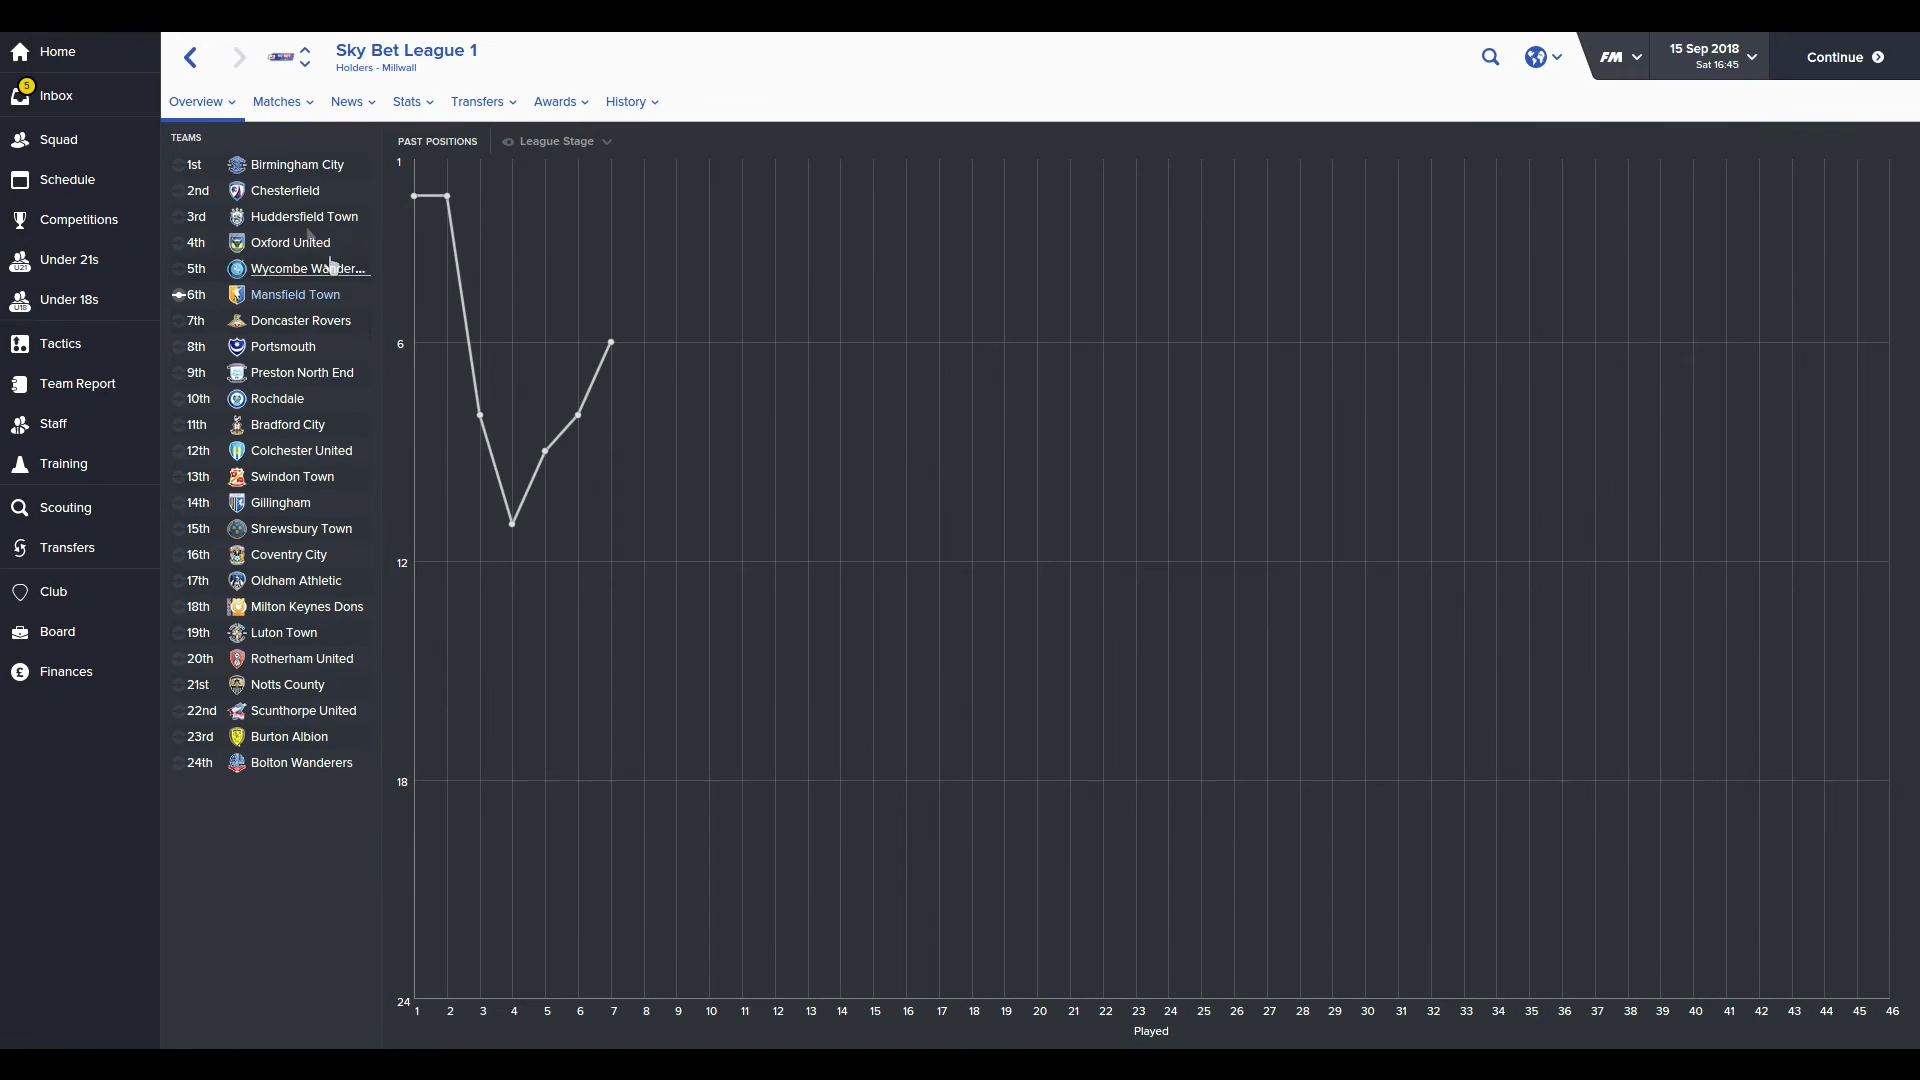 Home
5
Inbox
Squad
Schedule
Competitions
U21
Under 21s
U18
Under 18s
Tactics
Team Report
Staff
Training
Scouting
Transfers
Club
Board
Finances
Sky Bet League 1
Holders - Millwall
FM
15 Sep 2018
Sat 16:45
Continue
Overview
Matches
News
Stats
Transfers
Awards
History
TEAMS
1st Birmingham City
2nd Chesterfield
3rd Huddersfield Town
4th Oxford United
5th Wycombe Wander...
6th Mansfield Town
7th Doncaster Rovers
8th Portsmouth
9th Preston North End
10th Rochdale
11th Bradford City
12th Colchester United
13th Swindon Town
14th Gillingham
15th Shrewsbury Town
16th Coventry City
17th Oldham Athletic
18th Milton Keynes Dons
19th Luton Town
20th Rotherham United
21st Notts County
22nd Scunthorpe United
23rd Burton Albion
24th Bolton Wanderers
PAST POSITIONS League Stage
1
6
12
18
24
1 2 3 4 5 6 7 8 9 10 11 12 13 14 15 16 17 18 19 20 21 22 23 24 25 26 27 28 29 30 31 32 33 34 35 36 37 38 39 40 41 42 43 44 45 46
Played